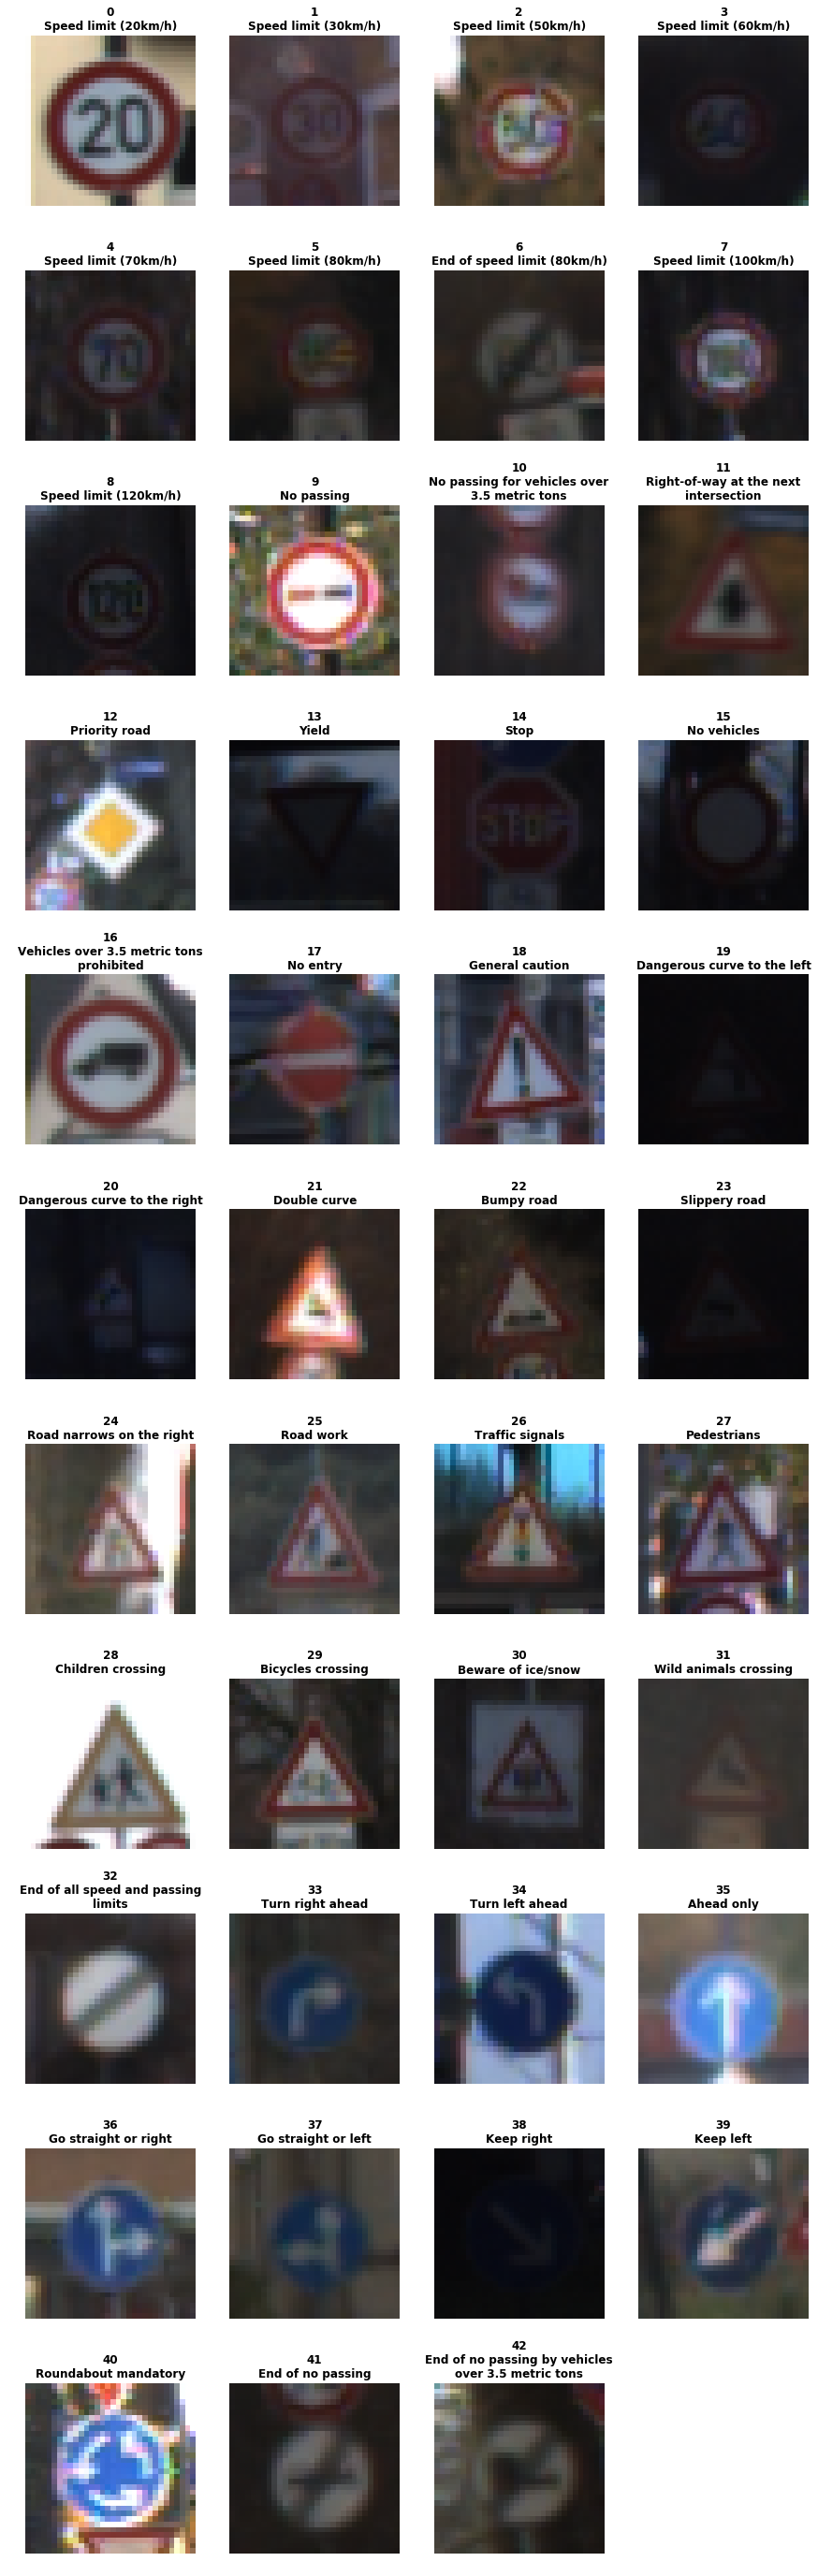 0
Speed limit (20km/h)
20
1
Speed limit (30km/h)
30
2
Speed limit (50km/h)
3
Speed limit (60km/h)
4
Speed limit (70km/h)
70
5
Speed limit (80km/h)
6
End of speed limit (80km/h)
7
Speed limit (100km/h)
8
Speed limit (120km/h)
9
No passing
10
No passing for vehicles over
3.5 metric tons
11
Right-of-way at the next
intersection
12
Priority road
13
Yield
14
Stop
STOP
15
No vehicles
16
Vehicles over 3.5 metric tons
prohibited
17
No entry
18
General caution
19
Dangerous curve to the left
20
Dangerous curve to the right
21
Double curve
22
Bumpy road
23
Slippery road
24
Road narrows on the right
25
Road work
26
Traffic signals
27
Pedestrians
28
Children crossing
29
Bicycles crossing
30
Beware of ice/snow
31
Wild animals crossing
32
End of all speed and passing
limits
33
Turn right ahead
34
Turn left ahead
35
Ahead only
36
Go straight or right
37
Go straight or left
38
Keep right
39
Keep left
40
Roundabout mandatory
41
End of no passing
42
End of no passing by vehicles
over 3.5 metric tons